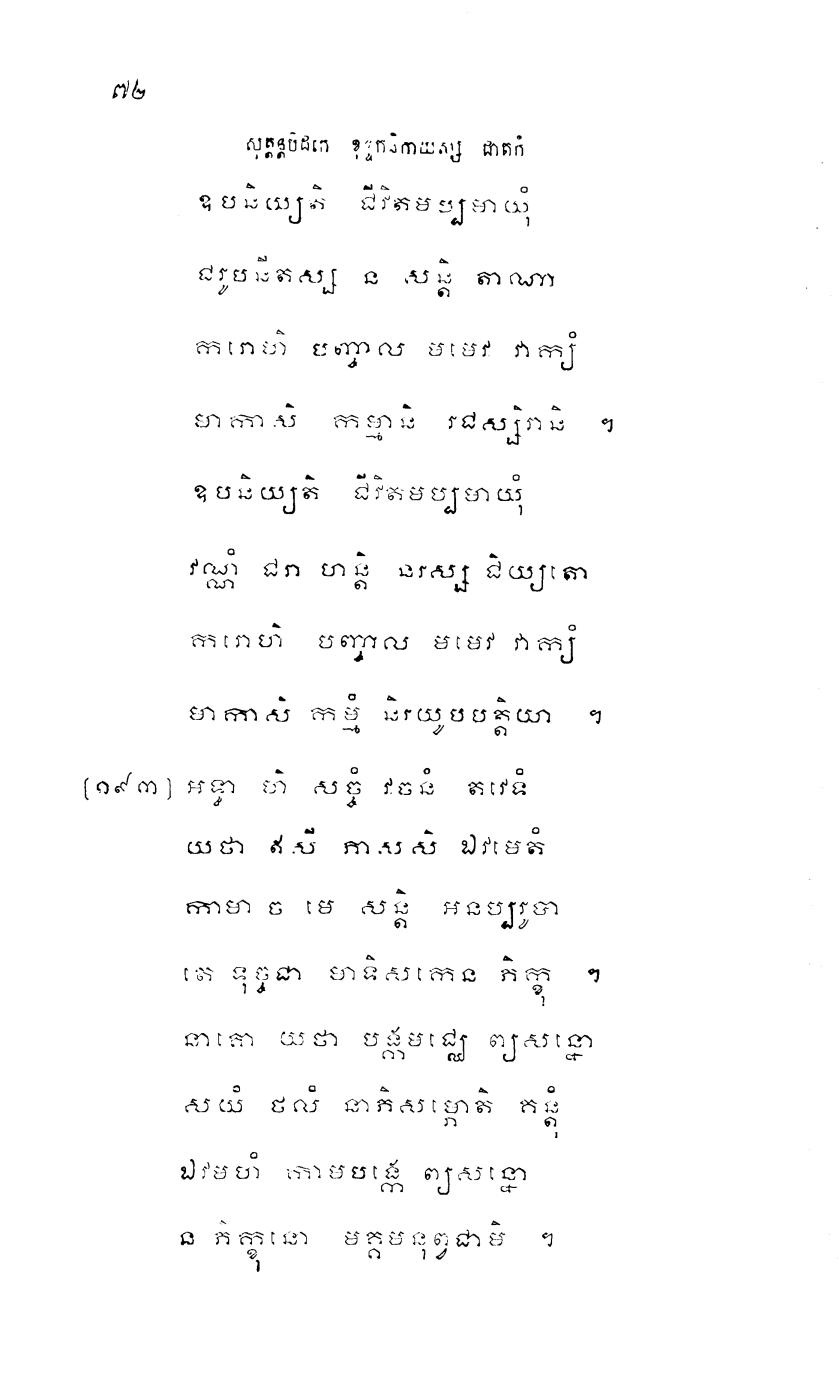 ៧២
សុត្តន្តបិដកេ ខុទ្ទកនិកាយស្ស ជាតកំ
ឧបនិយ្យតិ ជីវិតមប្បមាយុំ
ជរូបនីតស្ស ន សន្តិ តាណា
ករោហិ បញ្ចាល មមេវ វាក្យំ
មាកាសិ កម្មានិ រជស្សិរានិ ។
ឧបនិយ្យតិ ជីវិតមប្បមាយុំ
វណ្ណំ ជរា ហន្តិ នរស្ស ជិយ្យតោ
ករោហិ បញ្ចាល មមេវ វាក្យំ
មាកាសិ កម្មំ និរយូបបត្តិយា ។
[១៩៣] អទ្ធា ហិ សច្ចំ វចនំ តវេទំ
យថា ឥសី ភាសសិ ឯវមេតំ
កាមា ច មេ សន្តិ អនប្បរូបា
តេ ទុច្ចជា មាទិសកេន ភិក្ខុ ។
នាគោ យថា បង្កមជ្ឈេ ព្យសន្នោ
សយំ ថលំ នាភិសម្ភោតិ គន្តុំ
ឯវមហំ កាមបង្កេ ព្យសន្នោ
ន ភិក្ខុនោ មគ្គមនុព្វជាមិ ។